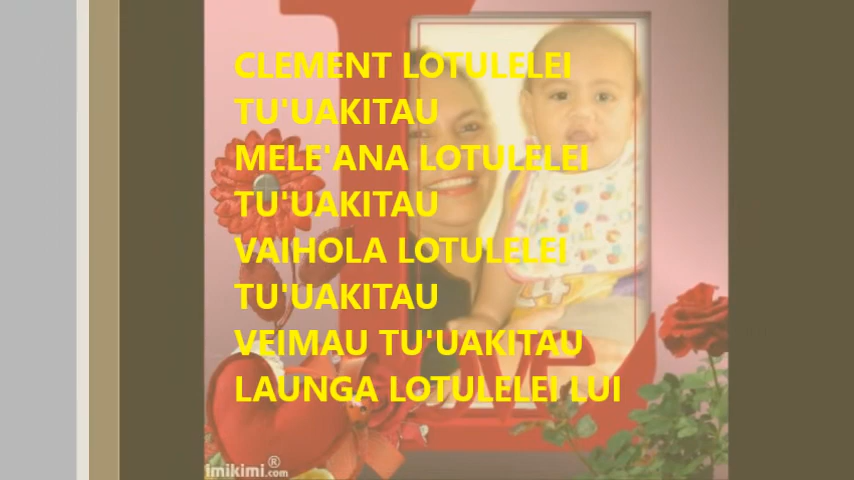 CLEMENT LOTULELEI
TU'UAKITAU
MELE'ANA LOTULELEI
TU'UAKITAU
VAIHOLA LOTULELEI
TU'UAKITAU
VEIMAU TU'UAKITAU
LAUNGA LOTULELEI LUI
Love
imikimi.com®